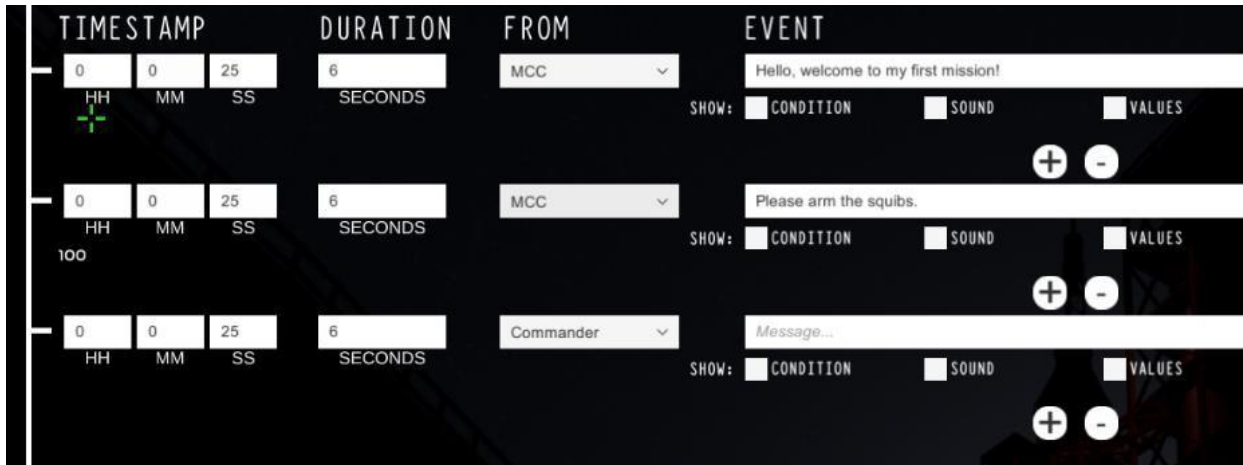 TIMESTAMP DURATION FROM EVENT
0 0 25 6 MCC Hello, welcome to my first mission!
HH MM SS SECONDS
SHOW: CONDITION SOUND VALUES
+ -
0 0 25 6 MCC Please arm the squibs.
HH MM SS SECONDS
SHOW: CONDITION SOUND VALUES
100
+ -
0 0 25 6 Commander Message...
HH MM SS SECONDS
SHOW: CONDITION SOUND VALUES
+ -